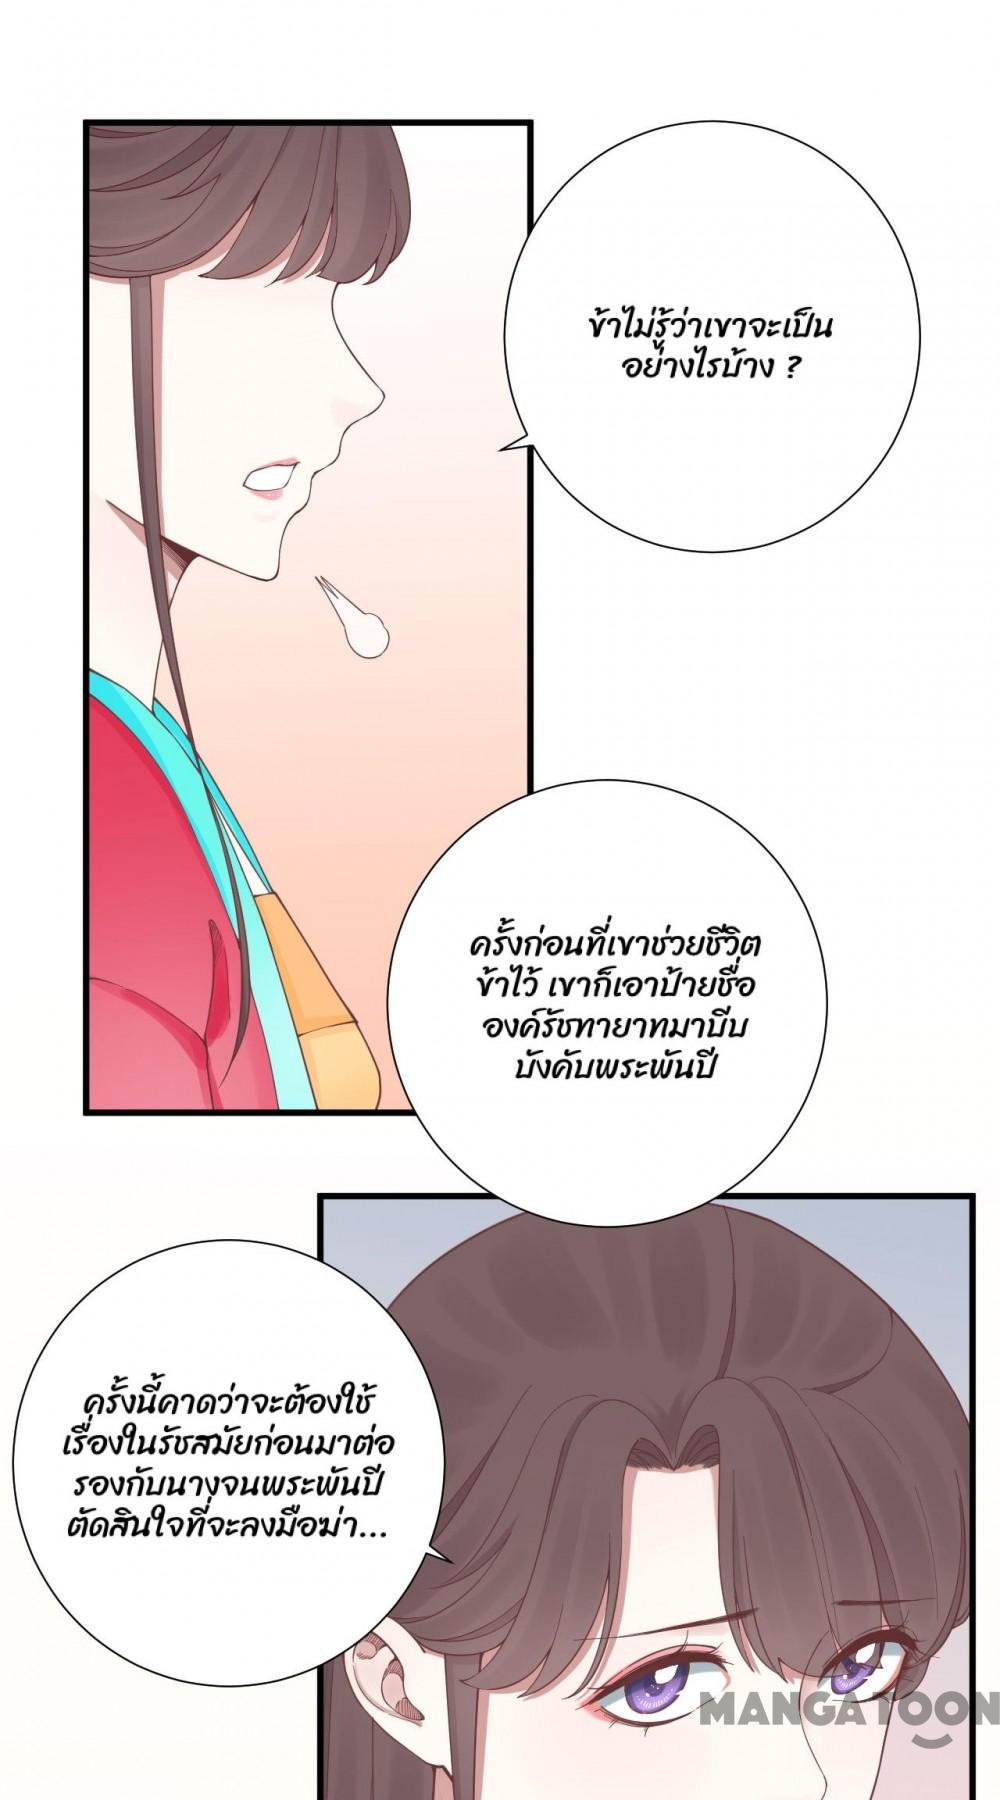 ข้าไม่รู้ว่าเขาจะเป็น
อย่างไรบ้าง ?
ครั้งก่อนที่เขาช่วยชีวิต
ข้าไว้ เขาก็เอาป้ายชื่อ
องค์รัชทายาทมาบีบ
บังคับพระพันปี
ครั้งนี้คาดว่าจะต้องใช้
เรื่องในรัชสมัยก่อนมาต่อ
รองกับนางจนพระพันปี
ตัดสินใจที่จะลงมือฆ่า...
MANGATOON